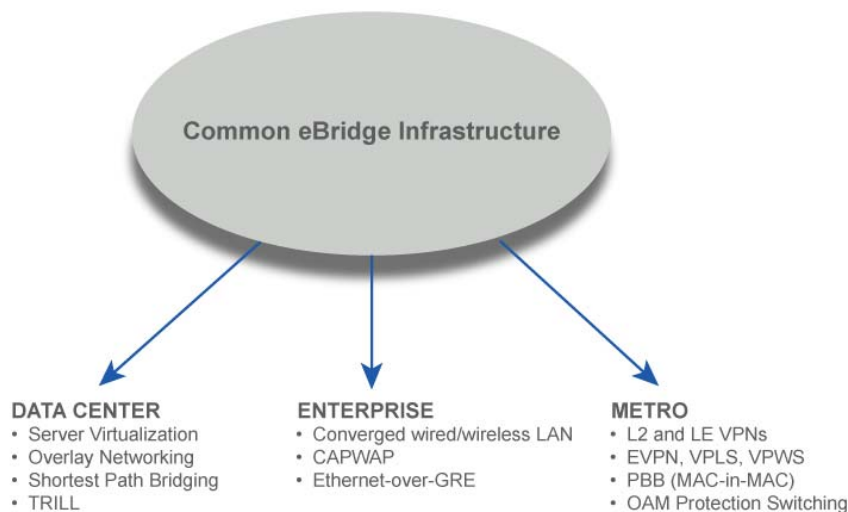 Common eBridge Infrastructure
DATA CENTER
• Server Virtualization
• Overlay Networking
• Shortest Path Bridging
• TRILL
ENTERPRISE
• Converged wired/wireless LAN
• CAPWAP
• Ethernet-over-GRE
METRO
• L2 and LE VPNs
• EVPN, VPLS, VPWS
• PBB (MAC-in-MAC)
• OAM Protection Switching